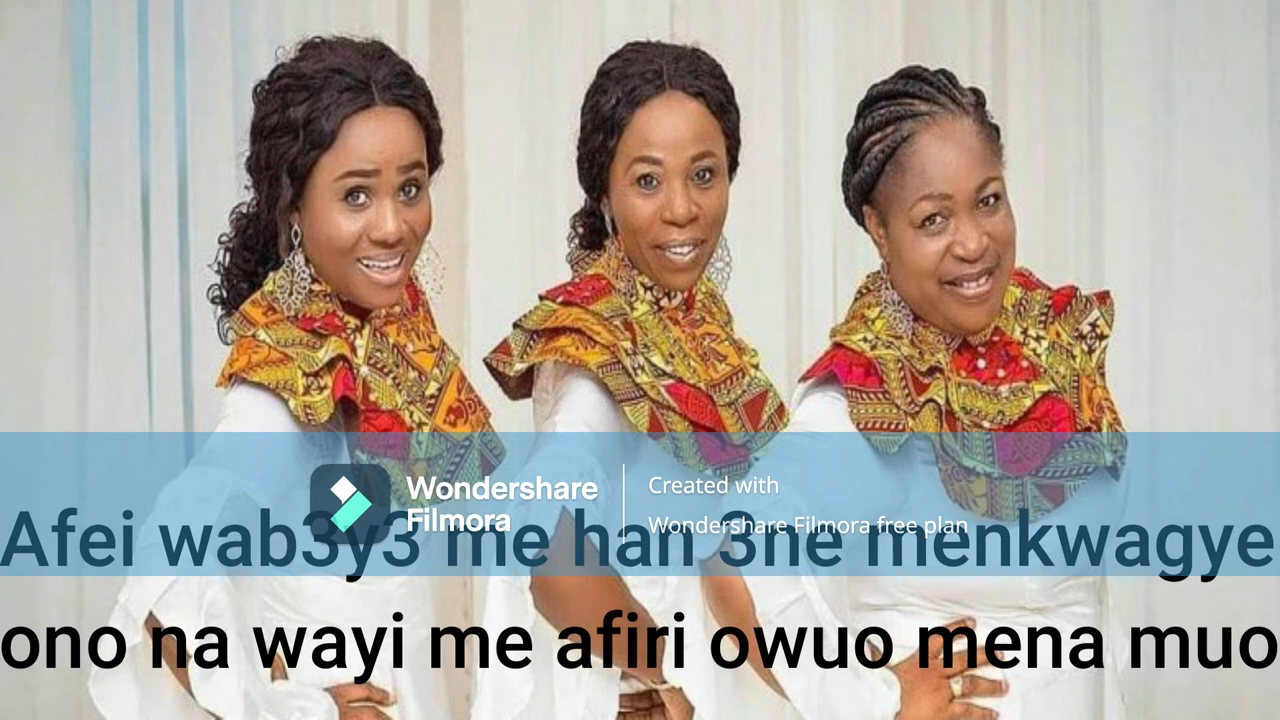 Wondershare
Filmora
Created with
Wondershare Filmora free plan
Afei wab3y3 me han 3ne menkwagye
ono na wayi me afiri owuo mena muo